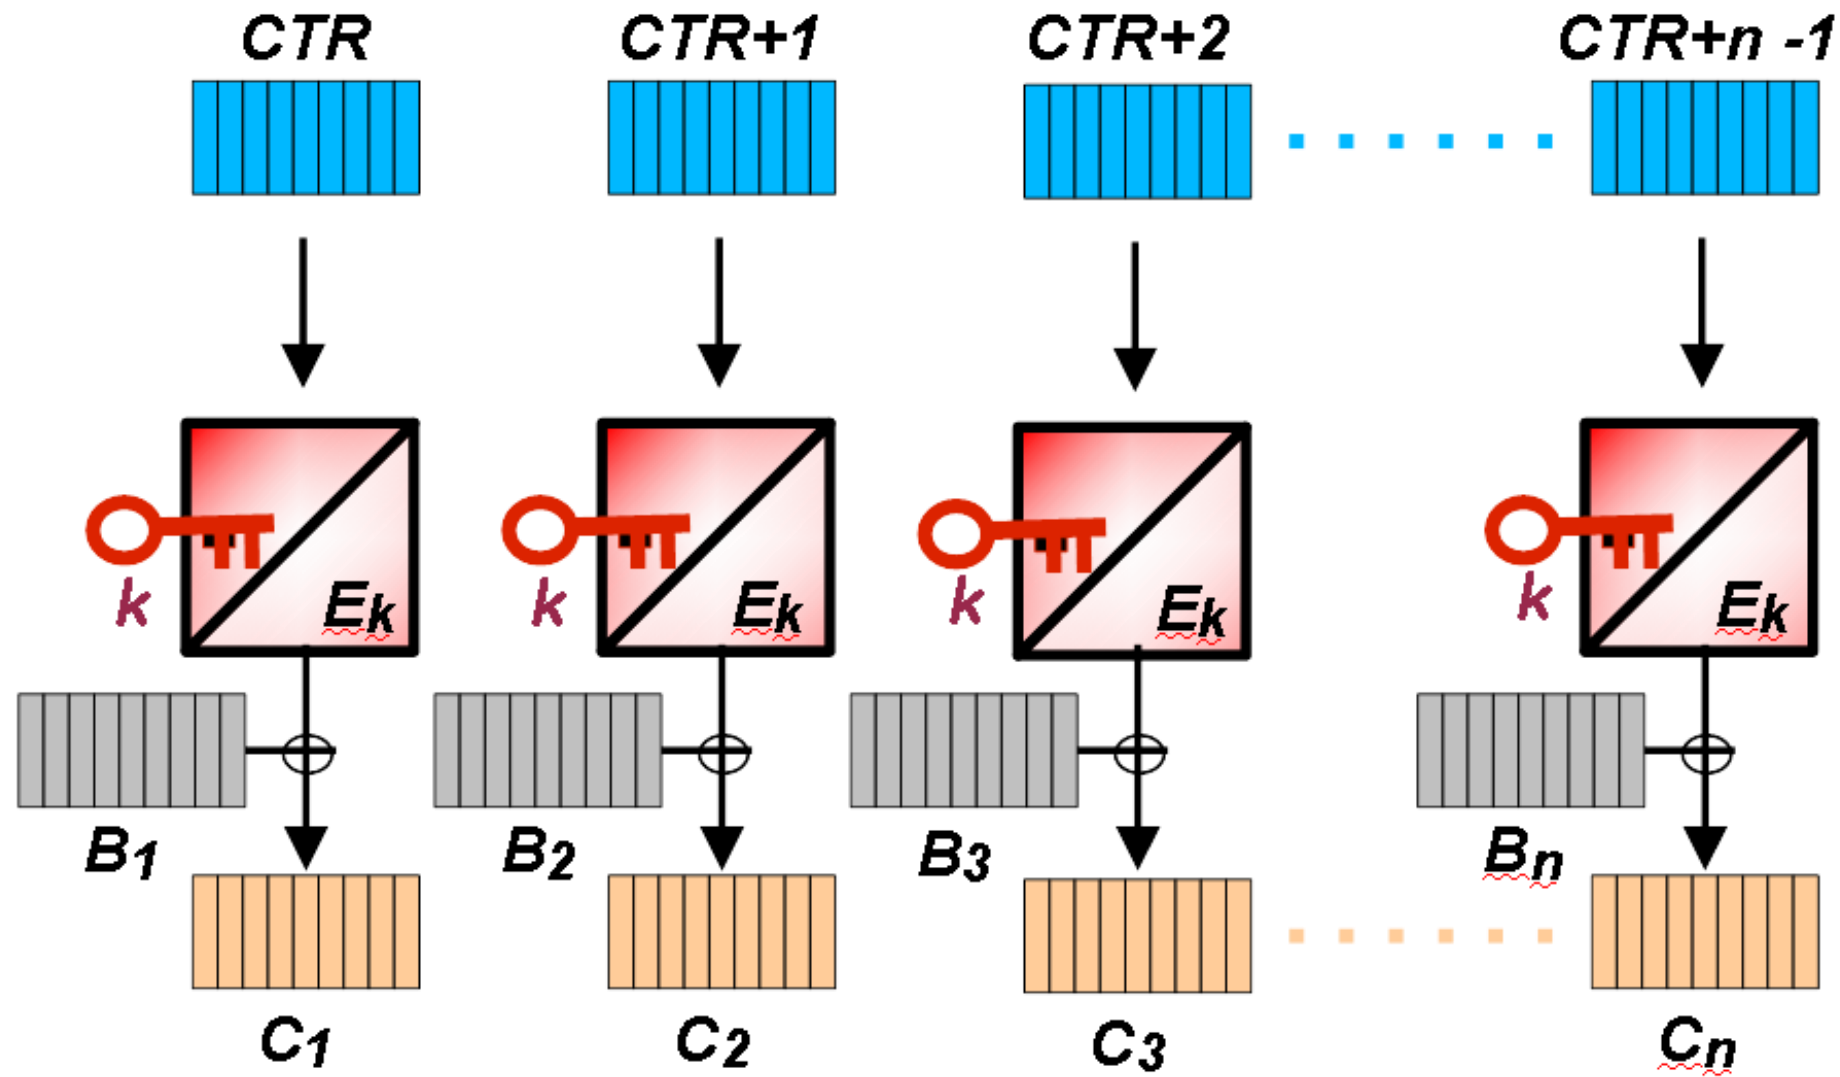 CTR CTR+1 CTR+2 CTR+n -1
k Ek k Ek k Ek k Ek
B1 B2 B3 Bn
C1 C2 C3 Cn